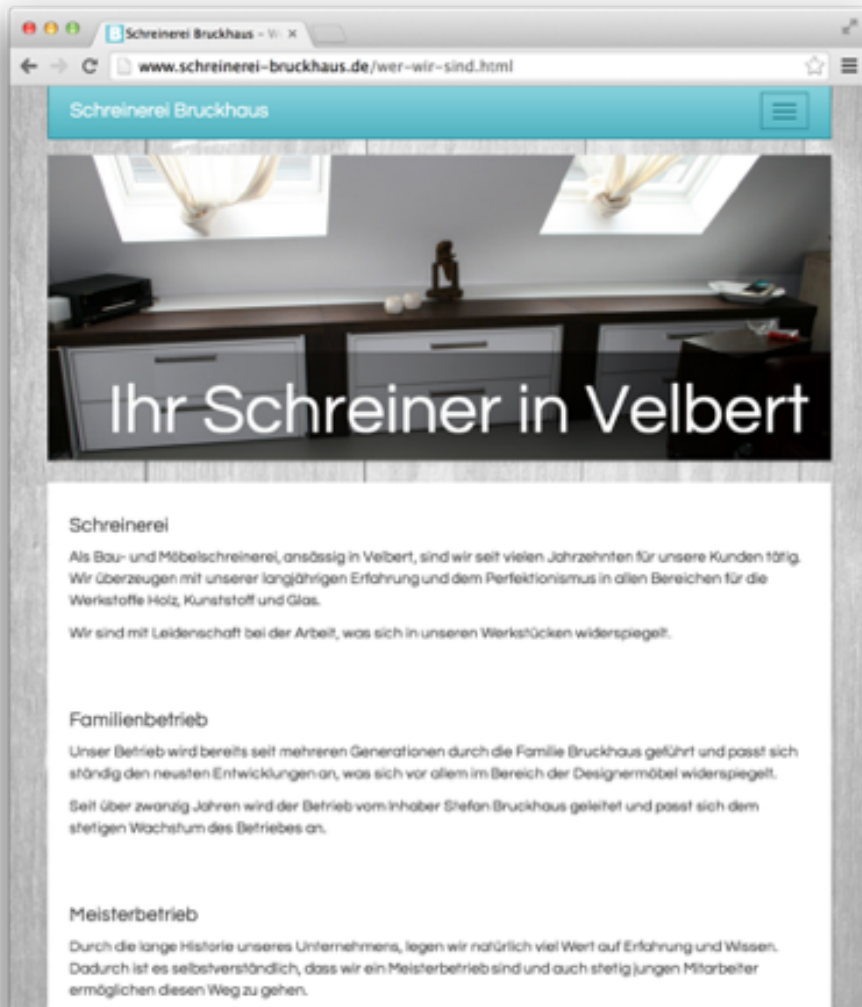 Schreinerei Bruckhaus – W
www.schreinerei-bruckhaus.de/wer-wir-sind.html
Schreinerei Bruckhaus
Ihr Schreiner in Velbert
Schreinerei
Als Bau- und Möbelschreinerei, ansässig in Velbert, sind wir seit vielen Jahrzehnten für unsere Kunden tätig.
Wir überzeugen mit unserer langjährigen Erfahrung und dem Perfektionismus in allen Bereichen für die
Werkstoffe Holz, Kunststoff und Glas.
Wir sind mit Leidenschaft bei der Arbeit, was sich in unseren Werkstücken widerspiegelt.
Familienbetrieb
Unser Betrieb wird bereits seit mehreren Generationen durch die Familie Bruckhaus geführt und passt sich
ständig den neusten Entwicklungen an, was sich vor allem im Bereich der Designermöbel widerspiegelt.
Seit über zwanzig Jahren wird der Betrieb vom Inhaber Stefan Bruckhaus geleitet und passt sich dem
stetigen Wachstum des Betriebes an.
Meisterbetrieb
Durch die lange Historie unseres Unternehmens, legen wir natürlich viel Wert auf Erfahrung und Wissen.
Dadurch ist es selbstverständlich, dass wir ein Meisterbetrieb sind und auch stetig jungen Mitarbeiter
ermöglichen diesen Weg zu gehen.